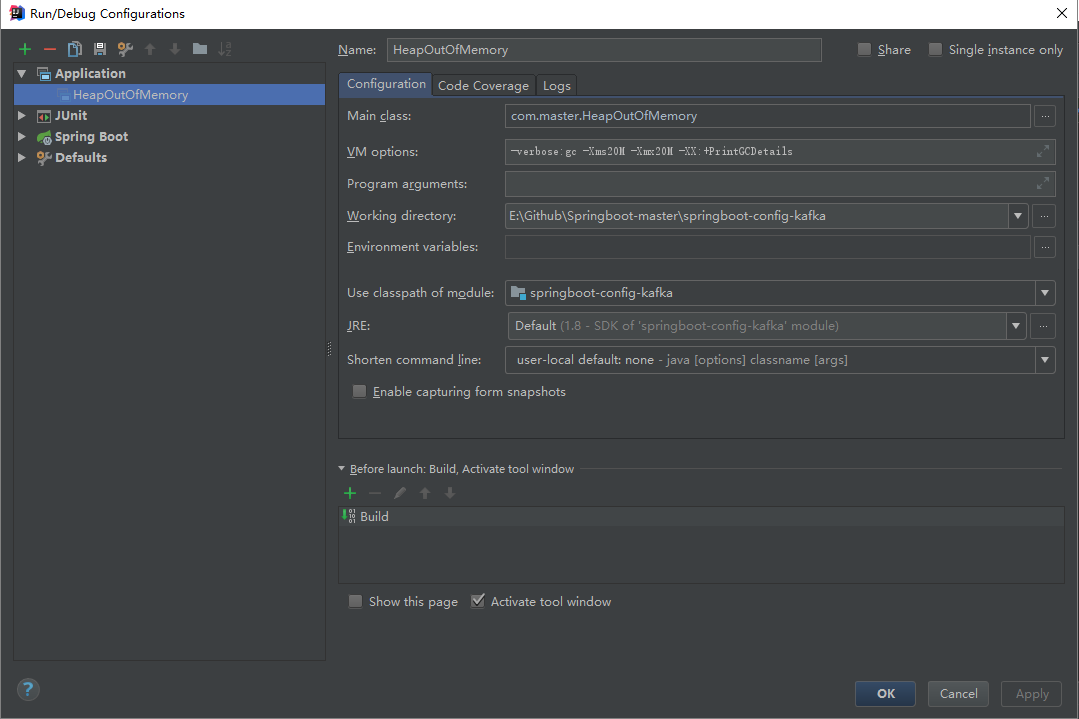 Run/Debug Configurations
Name: HeapOutOfMemory Share Single instance only
Application
HeapOutOfMemory
JUnit
Spring Boot
Defaults
Configuration Code Coverage Logs
Main class: com.master.HeapOutOfMemory ...
VM options: -verbose:gc -Xms20M -Xmx20M -XX:+PrintGCDetails
Program arguments:
Working directory: E:\Github\Springboot-master\springboot-config-kafka ...
Environment variables: ...
Use classpath of module: springboot-config-kafka
JRE: Default (1.8 - SDK of 'springboot-config-kafka' module) ...
Shorten command line: user-local default: none - java [options] classname [args]
Enable capturing form snapshots
Before launch: Build, Activate tool window
Build
Show this page Activate tool window
? OK Cancel Apply